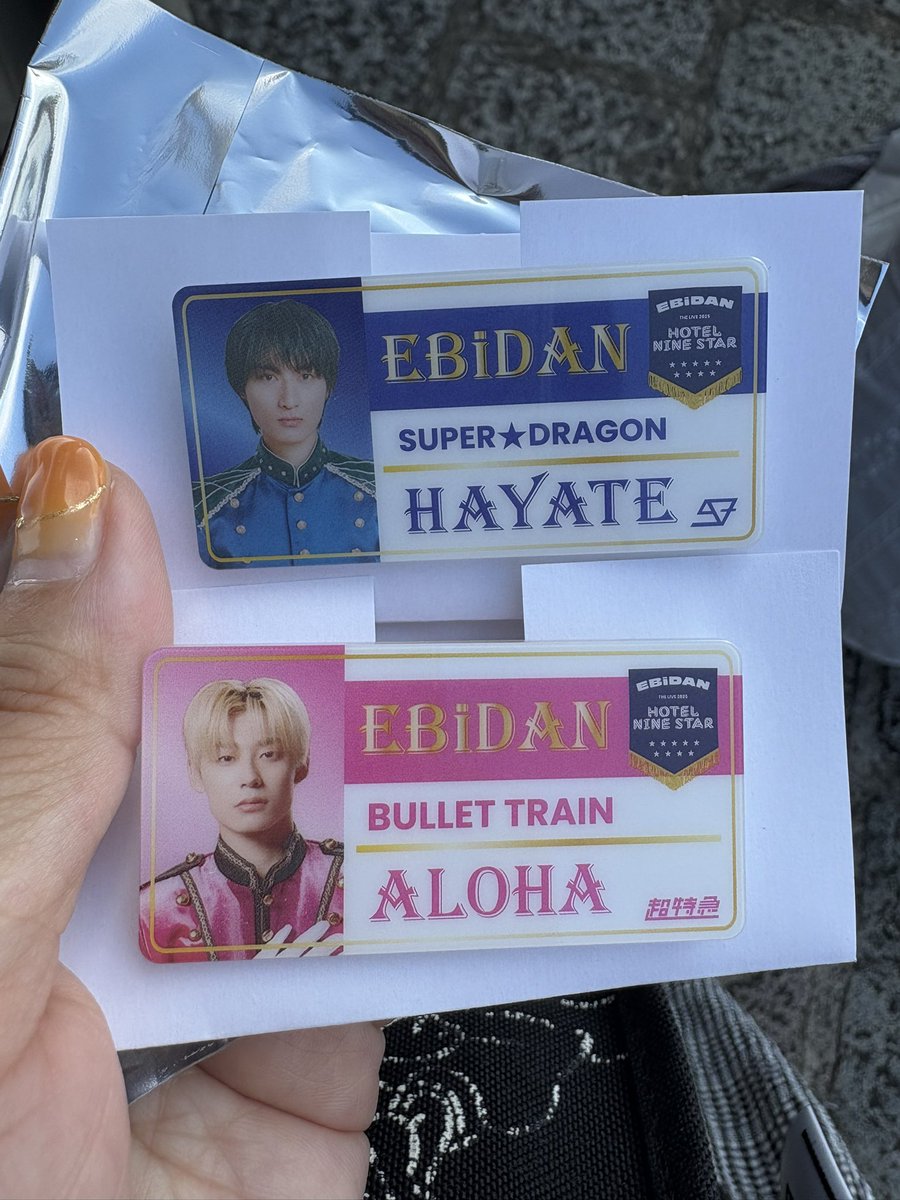 EBiDAN
EBiDAN
THE LIVE 2025
HOTEL
NINE STAR
SUPER★DRAGON
HAYATE
EBiDAN
EBiDAN
THE LIVE 2025
HOTEL
NINE STAR
BULLET TRAIN
ALOHA
超特急